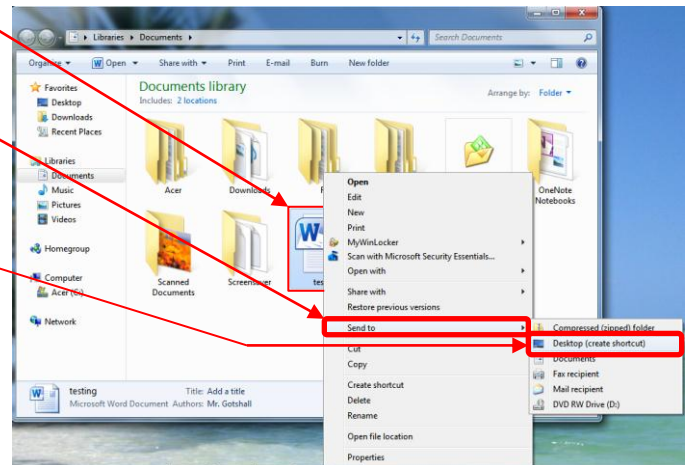 Libraries ▸ Documents ▸
Search Documents
Organize Open Share with Print E-mail Burn New folder
Favorites
Desktop
Downloads
Recent Places
Libraries
Documents
Music
Pictures
Videos
Homegroup
Computer
Acer (C:)
Network
Documents library
Includes: 2 locations
Arrange by: Folder
Acer
Downloads
OneNote
Notebooks
Scanned
Documents
Screensaver
Open
Edit
New
Print
MyWinLocker
Scan with Microsoft Security Essentials...
Open with
Share with
Restore previous versions
Send to
Cut
Copy
Create shortcut
Delete
Rename
Open file location
Properties
Compressed (zipped) folder
Desktop (create shortcut)
Documents
Fax recipient
Mail recipient
DVD RW Drive (D:)
testing Title: Add a title
Microsoft Word Document Authors: Mr. Gotshall